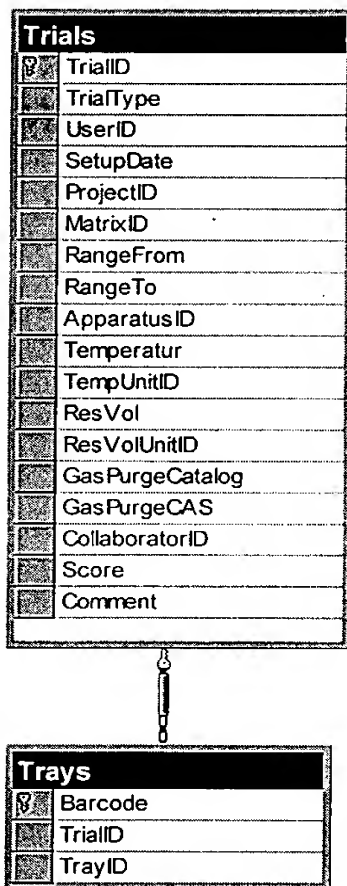 Trials
TrialID
TrialType
UserID
SetupDate
ProjectID
MatrixID
RangeFrom
RangeTo
ApparatusID
Temperatur
TempUnitID
ResVol
ResVolUnitID
GasPurgeCatalog
GasPurgeCAS
CollaboratorID
Score
Comment
Trays
Barcode
TrialID
TrayID